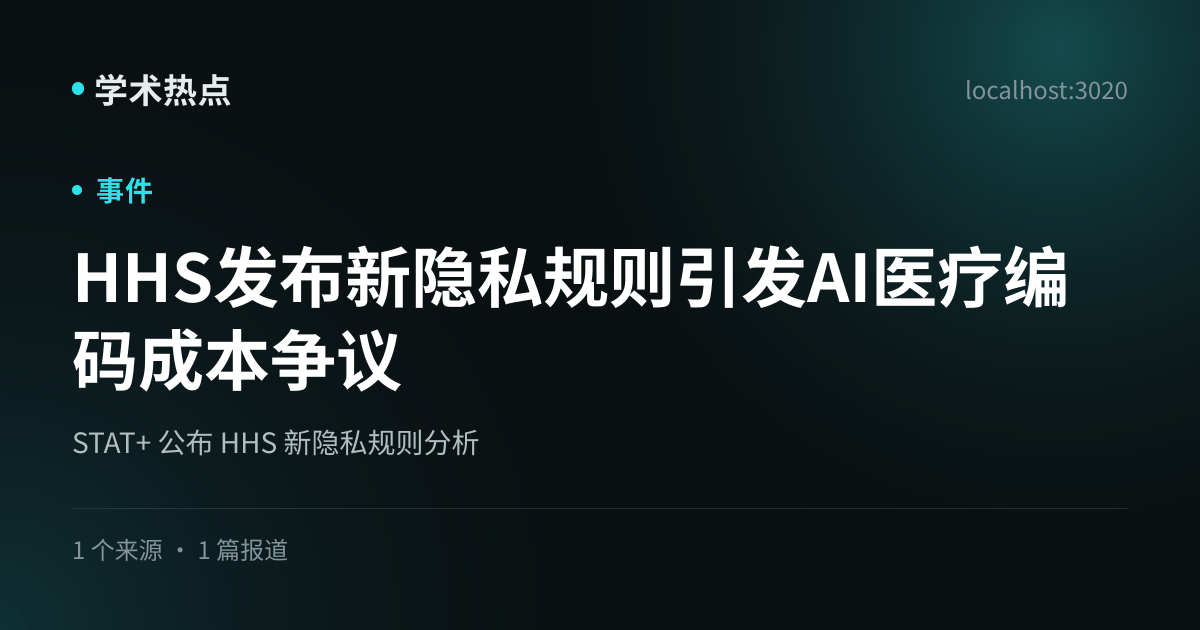 学术热点
localhost:3020
事件
HHS发布新隐私规则引发AI医疗编
码成本争议
STAT+ 公布 HHS 新隐私规则分析
1 个来源 · 1 篇报道